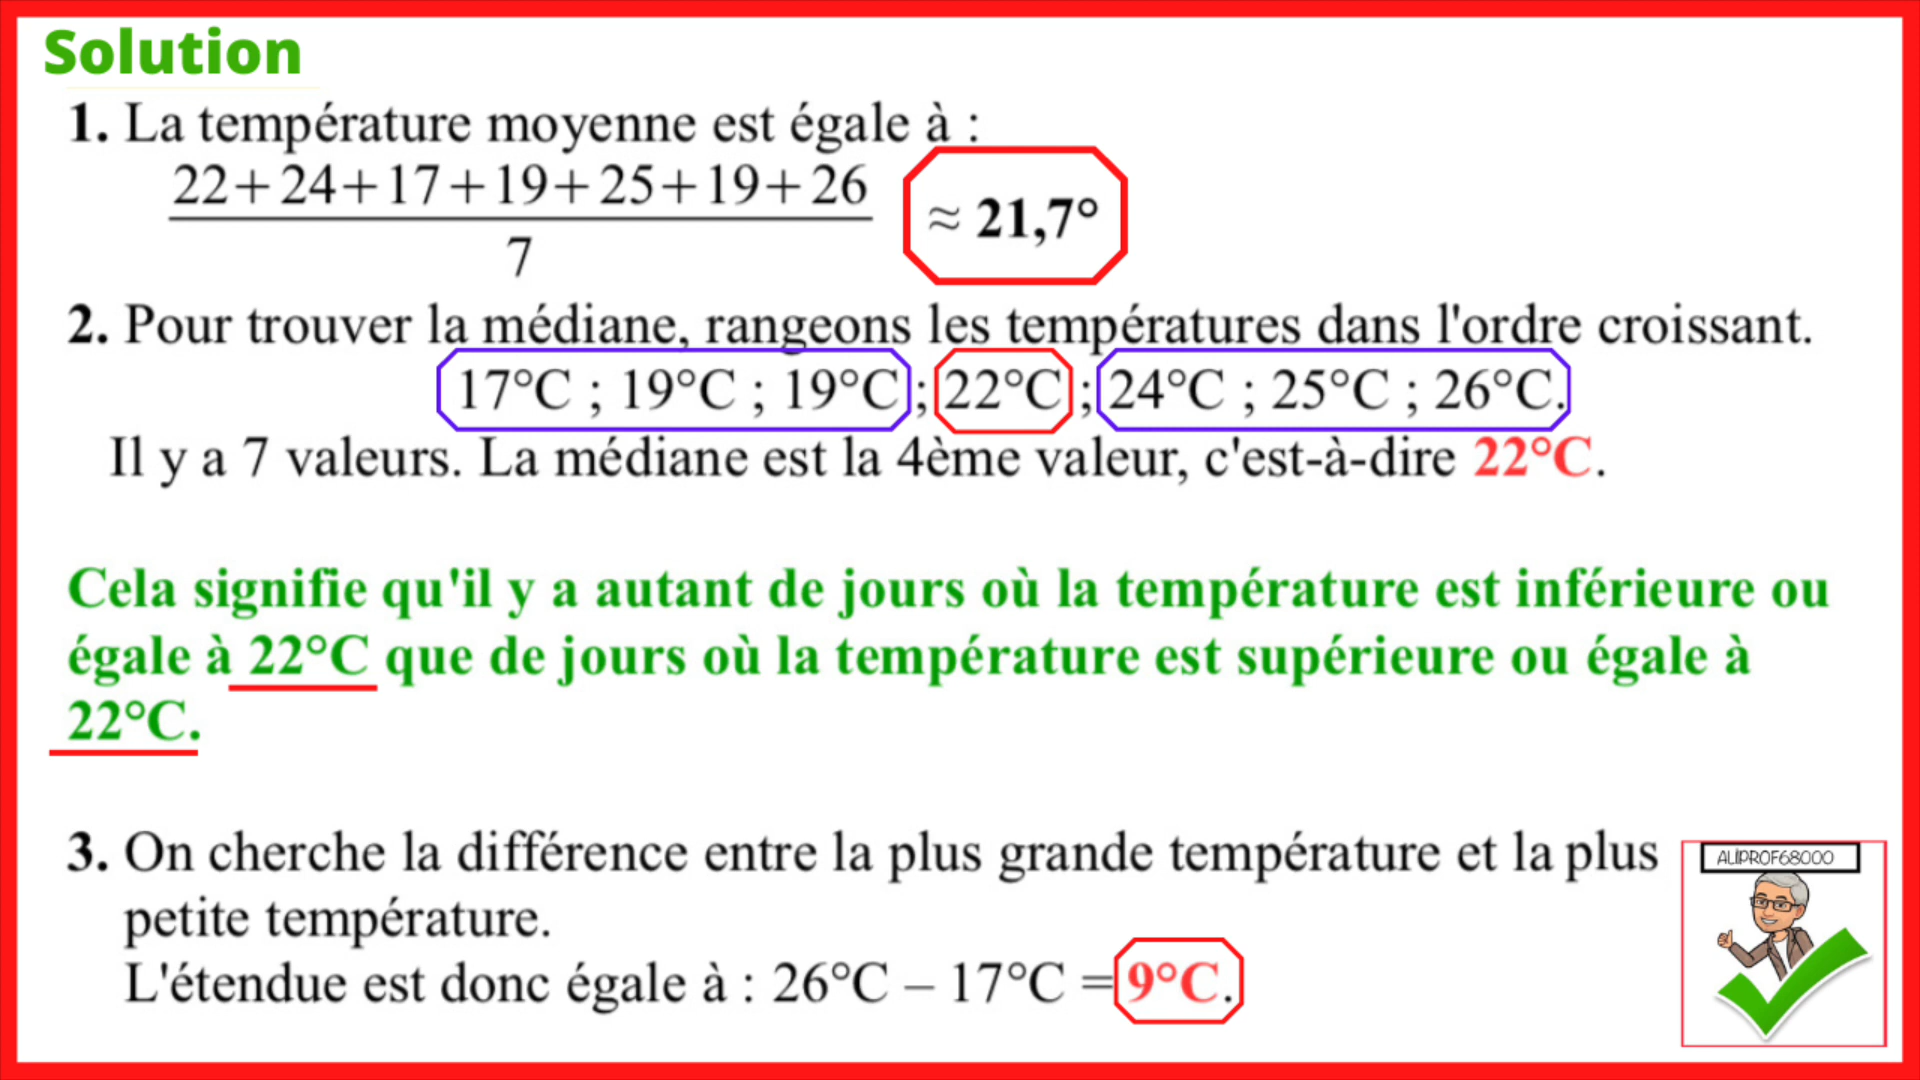 Solution
1. La température moyenne est égale à :
22+24+17+19+25+19+26
≈ 21,7°
7
2. Pour trouver la médiane, rangeons les températures dans l'ordre croissant.
17°C ; 19°C ; 19°C ; 22°C ; 24°C ; 25°C ; 26°C.
Il y a 7 valeurs. La médiane est la 4ème valeur, c'est-à-dire 22°C.
Cela signifie qu'il y a autant de jours où la température est inférieure ou
égale à 22°C que de jours où la température est supérieure ou égale à
22°C.
3. On cherche la différence entre la plus grande température et la plus
petite température.
L'étendue est donc égale à : 26°C – 17°C = 9°C.
ALIPROF68000